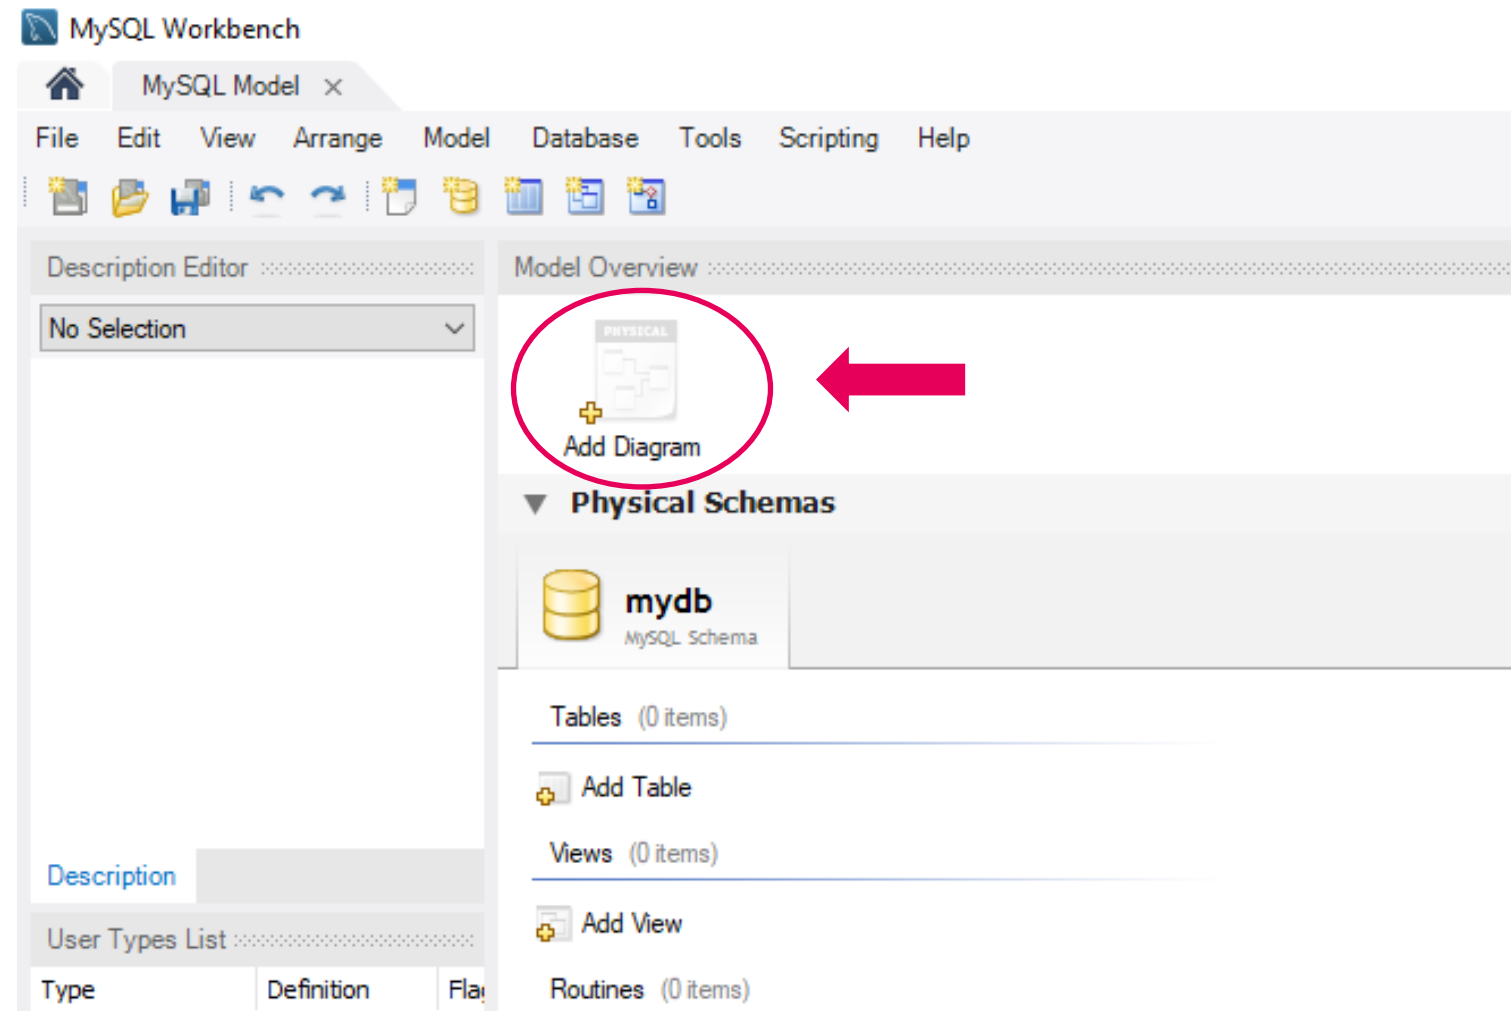 MySQL Workbench
MySQL Model
File Edit View Arrange Model Database Tools Scripting Help
Description Editor
No Selection
Description
User Types List
Type Definition
Model Overview
PHYSICAL
Add Diagram
Physical Schemas
mydb
MySQL Schema
Tables (0 items)
Add Table
Views (0 items)
Add View
Routines (0 items)